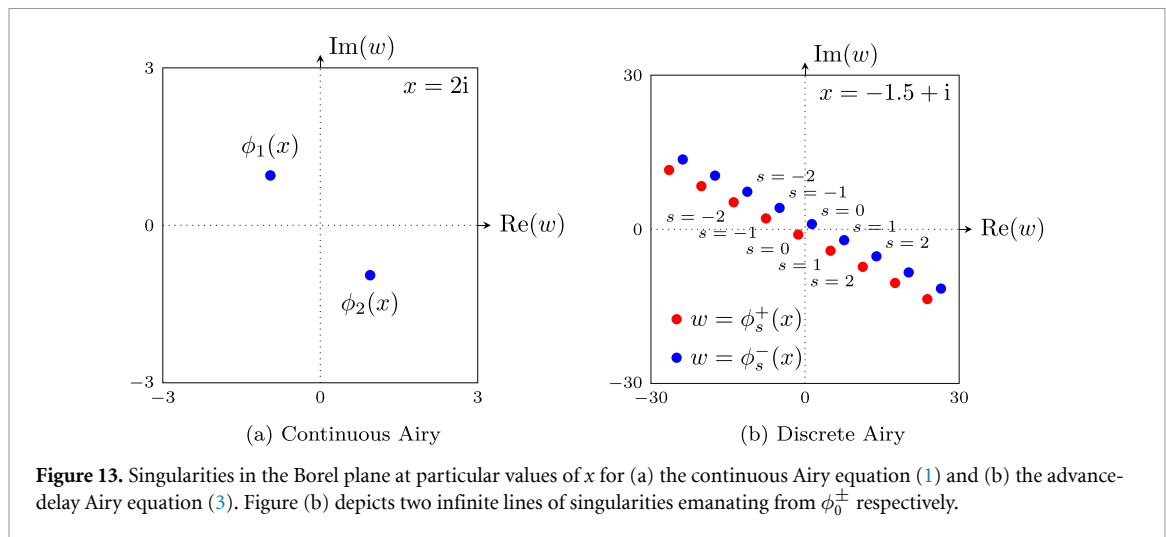 Im(w)
3
x = 2i
ϕ₁(x)
0
Re(w)
ϕ₂(x)
−3
−3
0
3
(a) Continuous Airy
Im(w)
30
x = −1.5 + i
s = −2
s = −1
s = 0
s = 1
s = 2
0
Re(w)
s = −2
s = −1
s = 0
s = 1
s = 2
w = ϕₛ⁺(x)
w = ϕₛ⁻(x)
−30
−30
0
30
(b) Discrete Airy
Figure 13. Singularities in the Borel plane at particular values of x for (a) the continuous Airy equation (1) and (b) the advance-
delay Airy equation (3). Figure (b) depicts two infinite lines of singularities emanating from ϕ₀^± respectively.